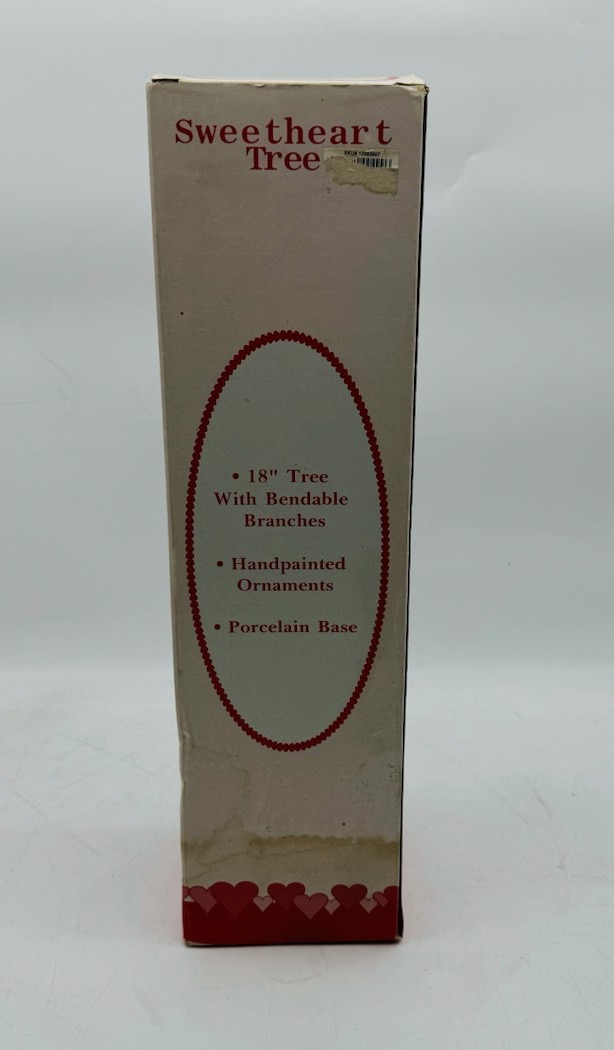 Sweetheart
Tree
• 18" Tree
With Bendable
Branches
• Handpainted
Ornaments
• Porcelain Base